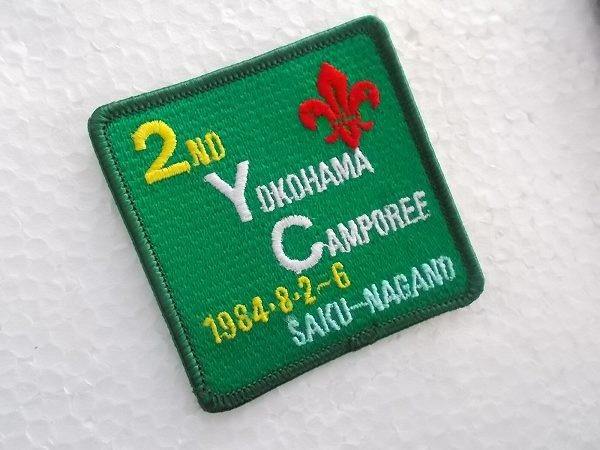 2ND
YOKOHAMA
CAMPOREE
1984・8・2~6
SAKU-NAGANO